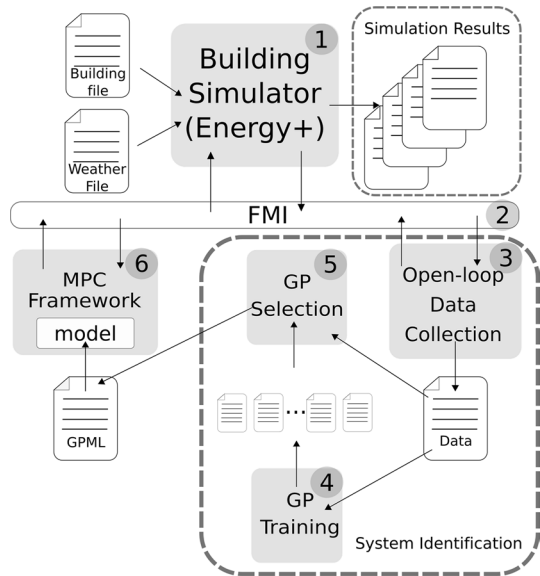 1
Building
Simulator
(Energy+)
Building
file
Weather
File
Simulation Results
FMI
2
6
MPC
Framework
model
GPML
5
GP
Selection
3
Open-loop
Data
Collection
...
Data
4
GP
Training
System Identification